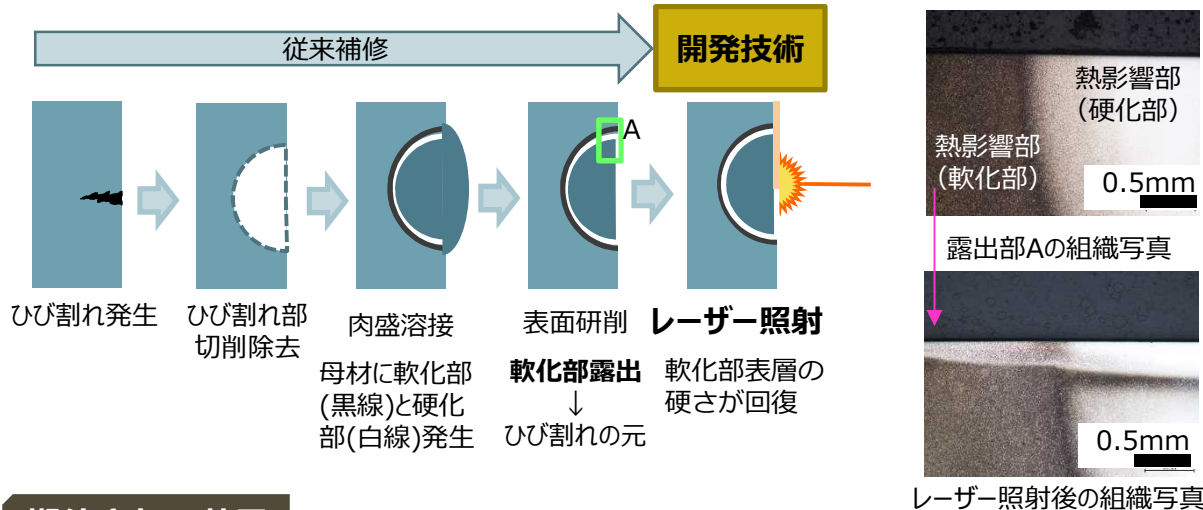 従来補修
開発技術
A
ひび割れ発生
ひび割れ部
切削除去
肉盛溶接
母材に軟化部
(黒線)と硬化
部(白線)発生
表面研削
軟化部露出
↓
ひび割れの元
レーザー照射
軟化部表層の
硬さが回復
熱影響部
（硬化部）
熱影響部
（軟化部）
0.5mm
露出部Aの組織写真
0.5mm
レーザー照射後の組織写真